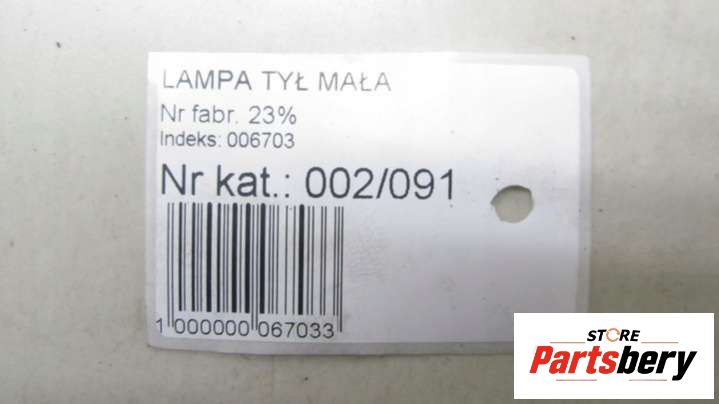 LAMPA TYŁ MAŁA
Nr fabr. 23%
Indeks: 006703
Nr kat.: 002/091
1 000000 067033
STORE
Partsbery